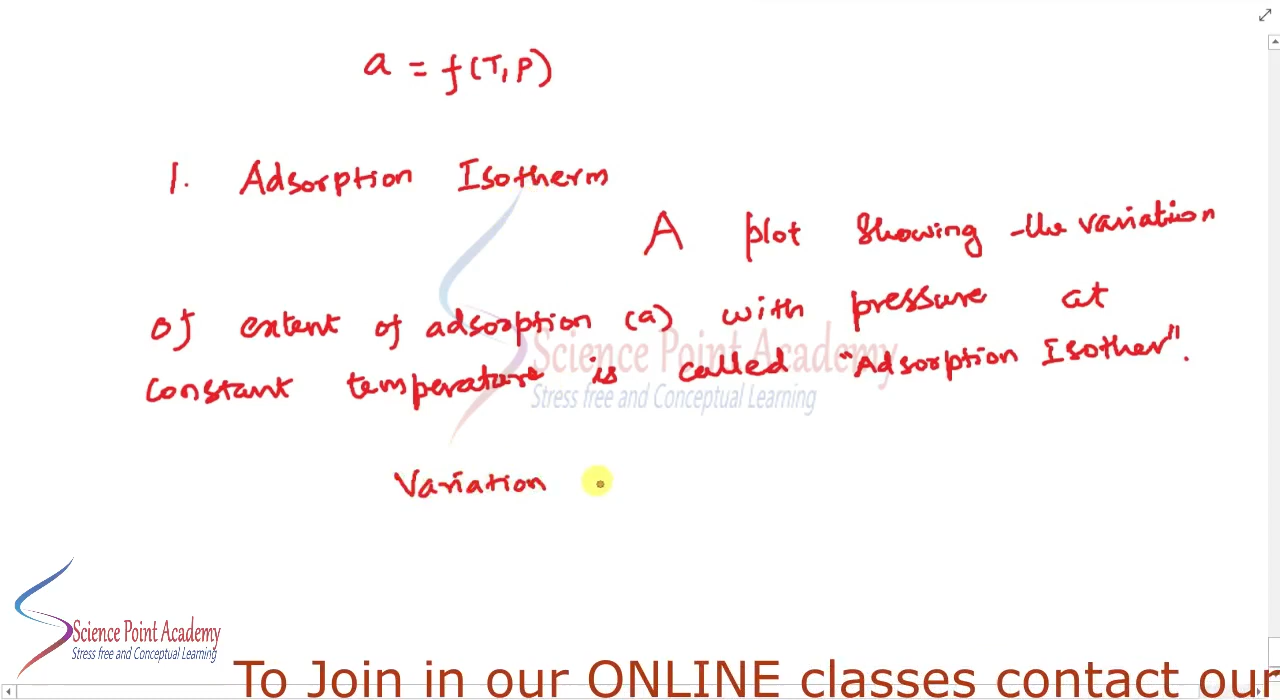 a = f(T, P)
1. Adsorption Isotherm
A plot showing the variation
of extent of adsorption (a) with pressure at
constant temperature is called "Adsorption Isother".
Science Point Academy
Stress free and Conceptual Learning
Variation
Science Point Academy
Stress free and Conceptual Learning
To Join in our ONLINE classes contact our